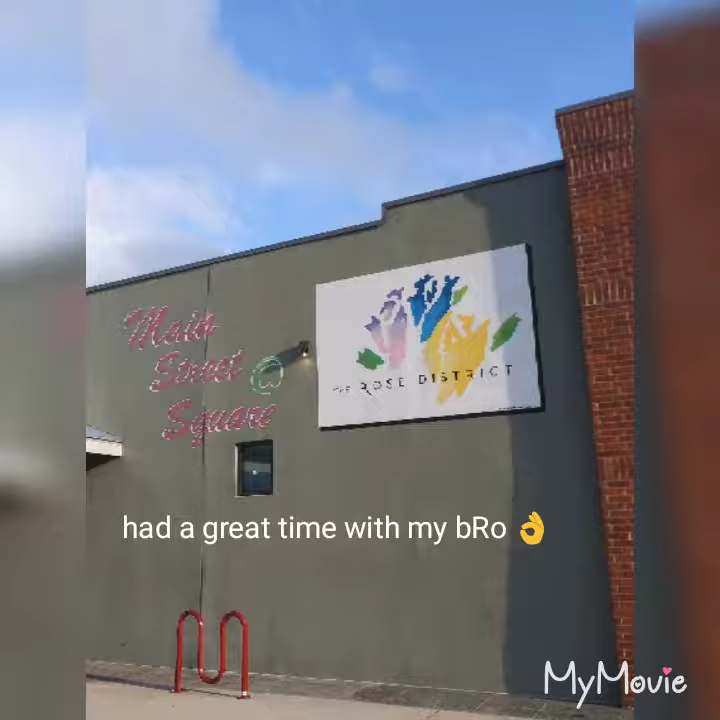 Main
Street
Square
THE ROSE DISTRICT
had a great time with my bRo 👌
MyMovie